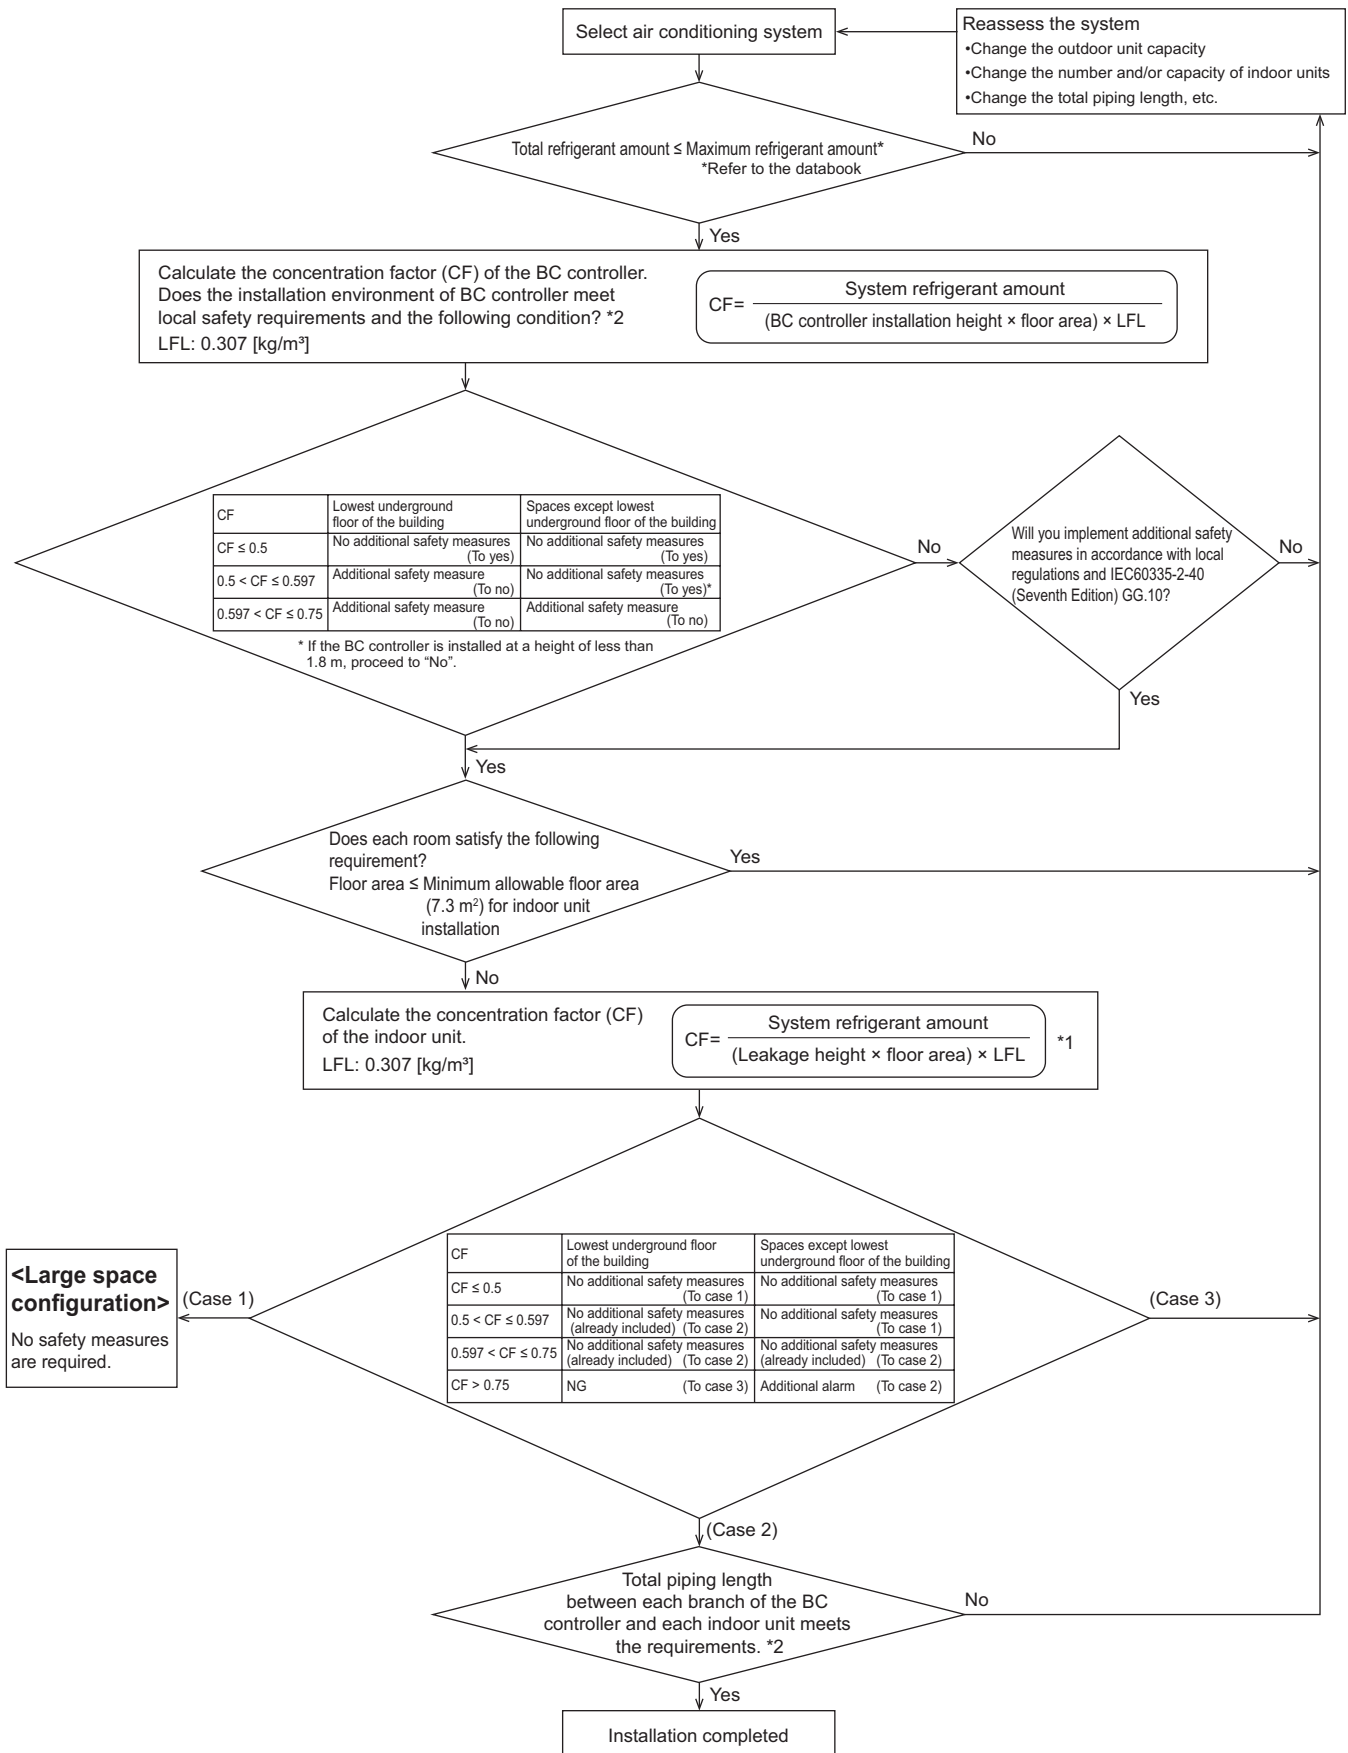 Select air conditioning system
Reassess the system
•Change the outdoor unit capacity
•Change the number and/or capacity of indoor units
•Change the total piping length, etc.
Total refrigerant amount ≤ Maximum refrigerant amount*
*Refer to the databook
No
Yes
Calculate the concentration factor (CF) of the BC controller.
Does the installation environment of BC controller meet
local safety requirements and the following condition? *2
LFL: 0.307 [kg/m³]
CF= System refrigerant amount
(BC controller installation height × floor area) × LFL
CF
Lowest underground
floor of the building
Spaces except lowest
underground floor of the building
CF ≤ 0.5
No additional safety measures
(To yes)
No additional safety measures
(To yes)
0.5 < CF ≤ 0.597
Additional safety measure
(To no)
No additional safety measures
(To yes)*
0.597 < CF ≤ 0.75
Additional safety measure
(To no)
Additional safety measure
(To no)
* If the BC controller is installed at a height of less than
1.8 m, proceed to “No”.
No
Will you implement additional safety
measures in accordance with local
regulations and IEC60335-2-40
(Seventh Edition) GG.10?
No
Yes
Yes
Does each room satisfy the following
requirement?
Floor area ≤ Minimum allowable floor area
(7.3 m²) for indoor unit
installation
Yes
No
Calculate the concentration factor (CF)
of the indoor unit.
LFL: 0.307 [kg/m³]
CF= System refrigerant amount
(Leakage height × floor area) × LFL
*1
CF
Lowest underground floor
of the building
Spaces except lowest
underground floor of the building
CF ≤ 0.5
No additional safety measures
(To case 1)
No additional safety measures
(To case 1)
0.5 < CF ≤ 0.597
No additional safety measures
(already included) (To case 2)
No additional safety measures
(To case 1)
0.597 < CF ≤ 0.75
No additional safety measures
(already included) (To case 2)
No additional safety measures
(already included) (To case 2)
CF > 0.75
NG (To case 3)
Additional alarm (To case 2)
(Case 1)
<Large space
configuration>
No safety measures
are required.
(Case 3)
(Case 2)
Total piping length
between each branch of the BC
controller and each indoor unit meets
the requirements. *2
No
Yes
Installation completed